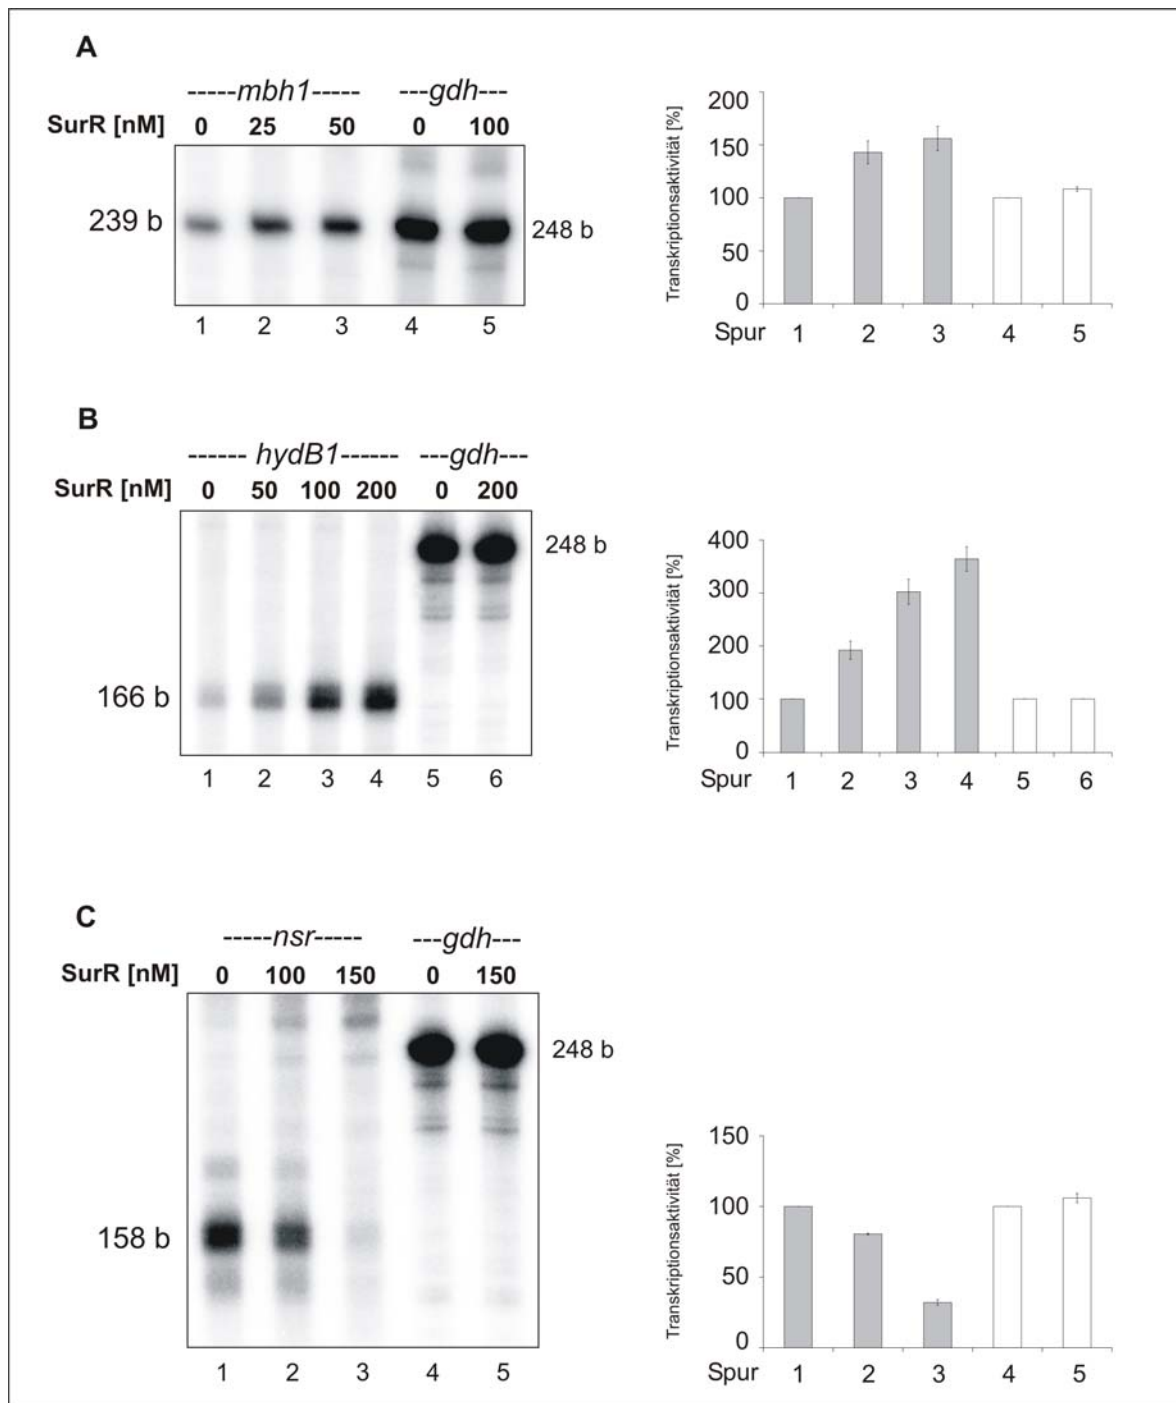 A
-----mbh1----- ---gdh---
SurR [nM] 0 25 50 0 100
239 b
248 b
1 2 3 4 5
Transkriptionsaktivität [%]
200
150
100
50
0
Spur 1 2 3 4 5
B
------ hydB1------ ---gdh---
SurR [nM] 0 50 100 200 0 200
248 b
166 b
1 2 3 4 5 6
Transkriptionsaktivität [%]
400
300
200
100
0
Spur 1 2 3 4 5 6
C
-----nsr----- ---gdh---
SurR [nM] 0 100 150 0 150
248 b
158 b
1 2 3 4 5
Transkriptionsaktivität [%]
150
100
50
0
Spur 1 2 3 4 5